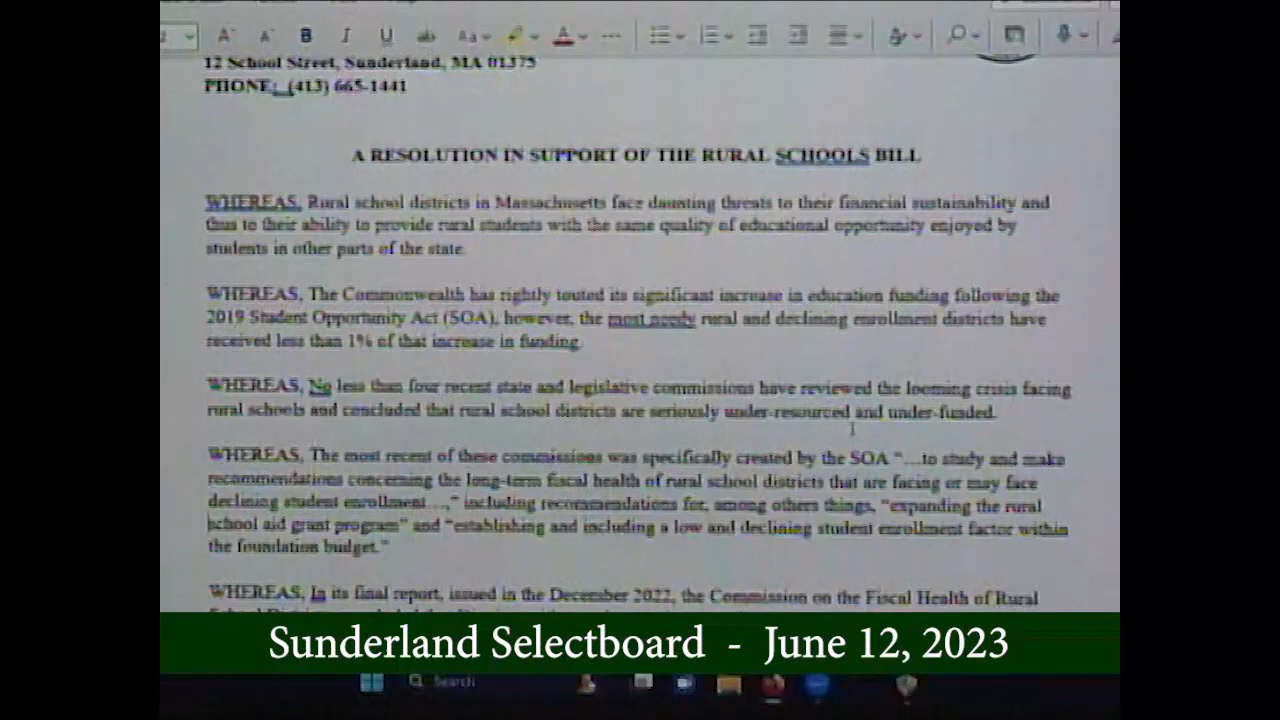 12 School Street, Sunderland, MA 01375
PHONE: (413) 665-1441
A RESOLUTION IN SUPPORT OF THE RURAL SCHOOLS BILL
WHEREAS, Rural school districts in Massachusetts face daunting threats to their financial sustainability and
thus to their ability to provide rural students with the same quality of educational opportunity enjoyed by
students in other parts of the state.
WHEREAS, The Commonwealth has rightly touted its significant increase in education funding following the
2019 Student Opportunity Act (SOA), however, the most needy rural and declining enrollment districts have
received less than 1% of that increase in funding.
WHEREAS, No less than four recent state and legislative commissions have reviewed the looming crisis facing
rural schools and concluded that rural school districts are seriously under-resourced and under-funded.
WHEREAS, The most recent of these commissions was specifically created by the SOA "...to study and make
recommendations concerning the long-term fiscal health of rural school districts that are facing or may face
declining student enrollment...," including recommendations for, among others things, "expanding the rural
school aid grant program" and "establishing and including a low and declining student enrollment factor within
the foundation budget."
WHEREAS, In its final report, issued in the December 2022, the Commission on the Fiscal Health of Rural
Sunderland Selectboard - June 12, 2023
Search